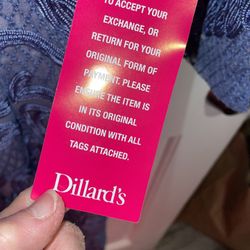 TO ACCEPT YOUR
EXCHANGE, OR
RETURN FOR YOUR
ORIGINAL FORM OF
PAYMENT. PLEASE
ENSURE THE ITEM IS
IN ITS ORIGINAL
CONDITION WITH ALL
TAGS ATTACHED.
Dillard's